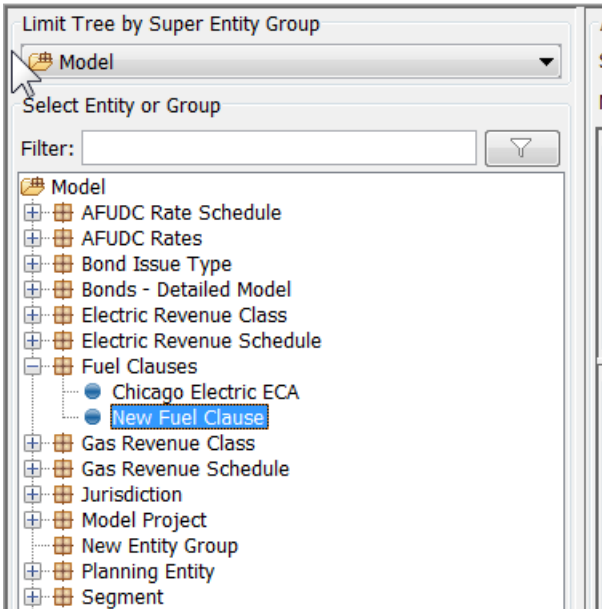 Limit Tree by Super Entity Group
Model
Select Entity or Group
Filter:
Model
AFUDC Rate Schedule
AFUDC Rates
Bond Issue Type
Bonds - Detailed Model
Electric Revenue Class
Electric Revenue Schedule
Fuel Clauses
Chicago Electric ECA
New Fuel Clause
Gas Revenue Class
Gas Revenue Schedule
Jurisdiction
Model Project
New Entity Group
Planning Entity
Segment